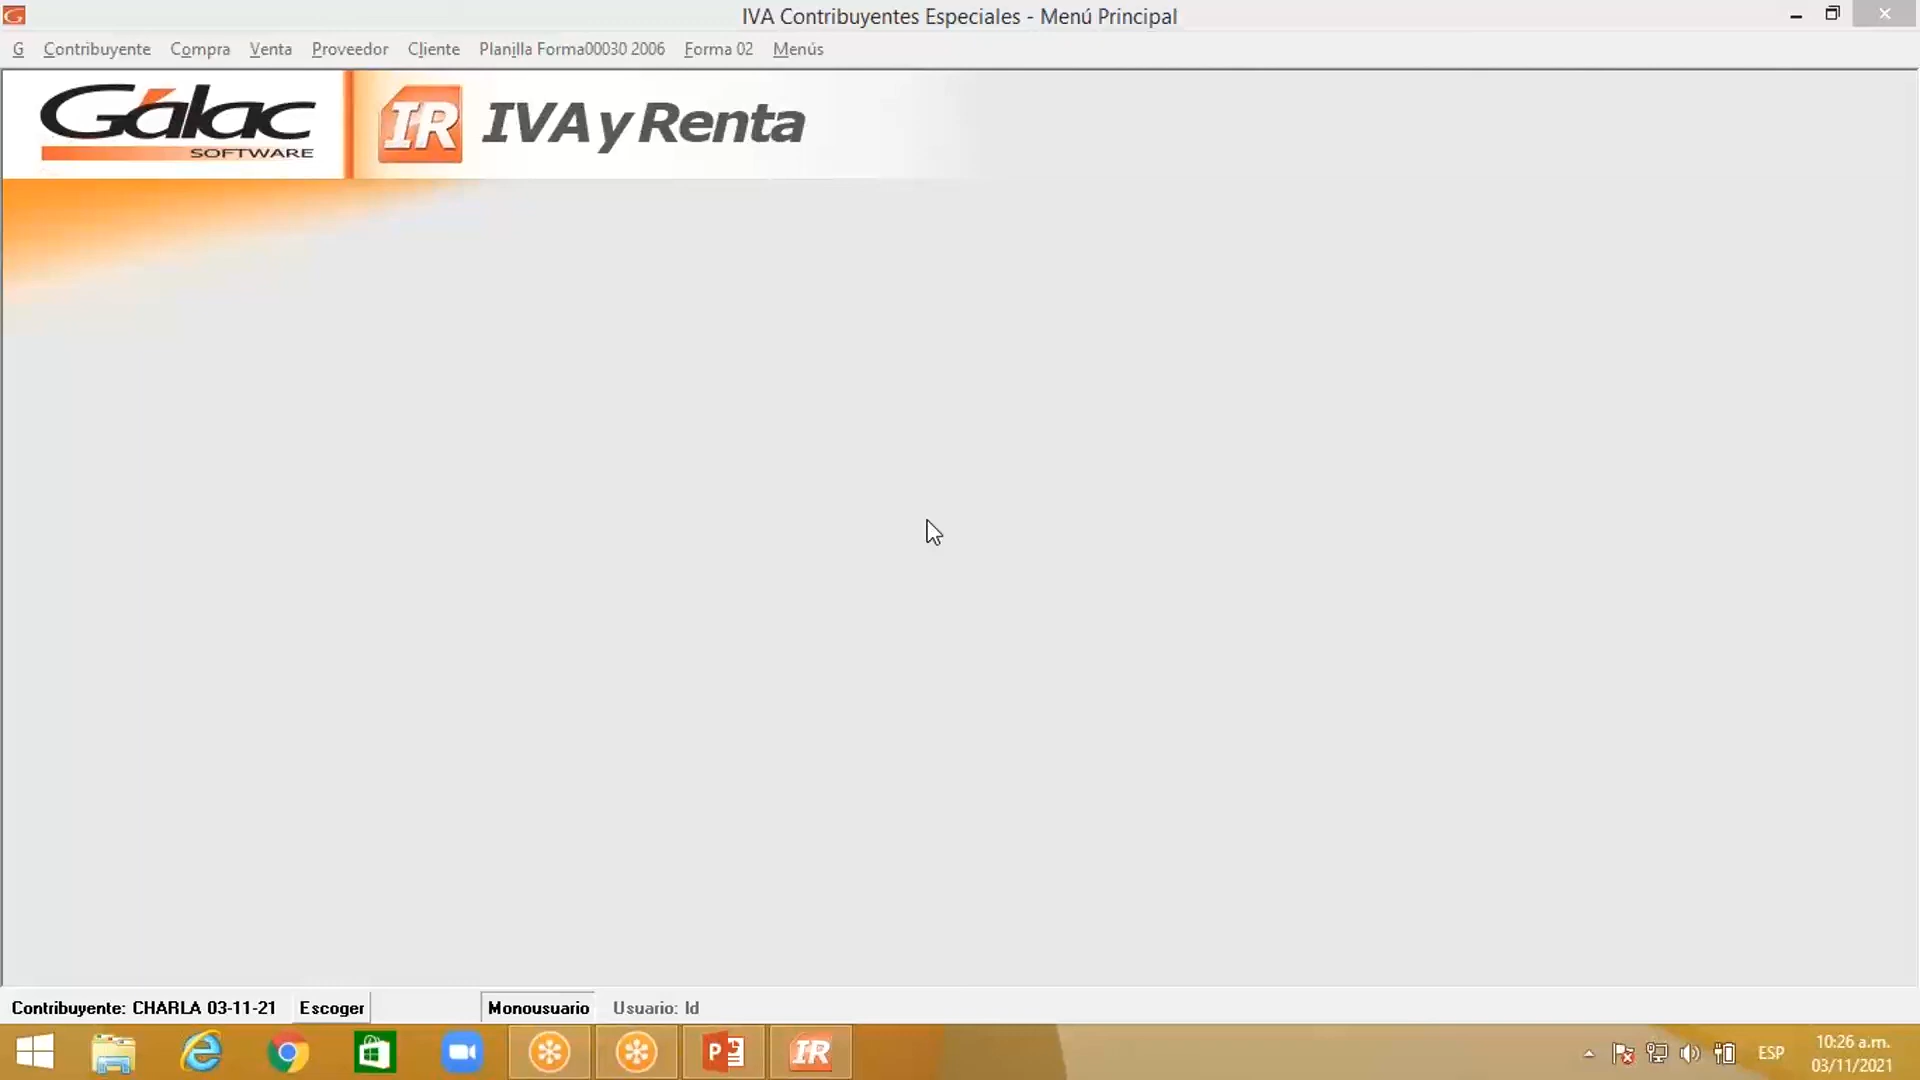 IVA Contribuyentes Especiales - Menú Principal
G Contribuyente Compra Venta Proveedor Cliente Planilla Forma00030 2006 Forma 02 Menús
Gálac
SOFTWARE
IR IVA y Renta
Contribuyente: CHARLA 03-11-21 Escoger Monousuario Usuario: Id
P IR ESP
10:26 a.m.
03/11/2021